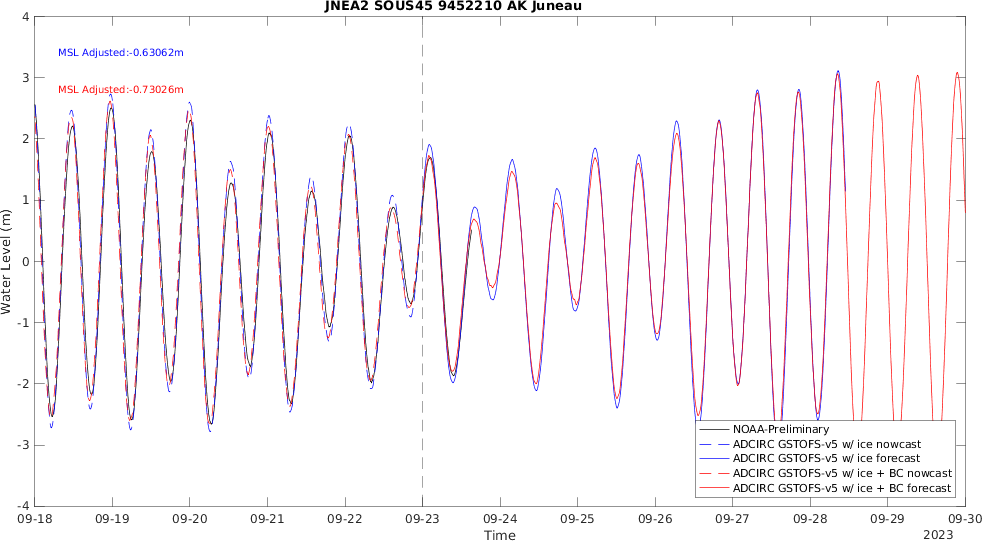 JNEA2 SOUS45 9452210 AK Juneau
MSL Adjusted:-0.63062m
MSL Adjusted:-0.73026m
Water Level (m)
4
3
2
1
0
-1
-2
-3
-4
NOAA-Preliminary
ADCIRC GSTOFS-v5 w/ ice nowcast
ADCIRC GSTOFS-v5 w/ ice forecast
ADCIRC GSTOFS-v5 w/ ice + BC nowcast
ADCIRC GSTOFS-v5 w/ ice + BC forecast
09-18 09-19 09-20 09-21 09-22 09-23 09-24 09-25 09-26 09-27 09-28 09-29 09-30
Time
2023